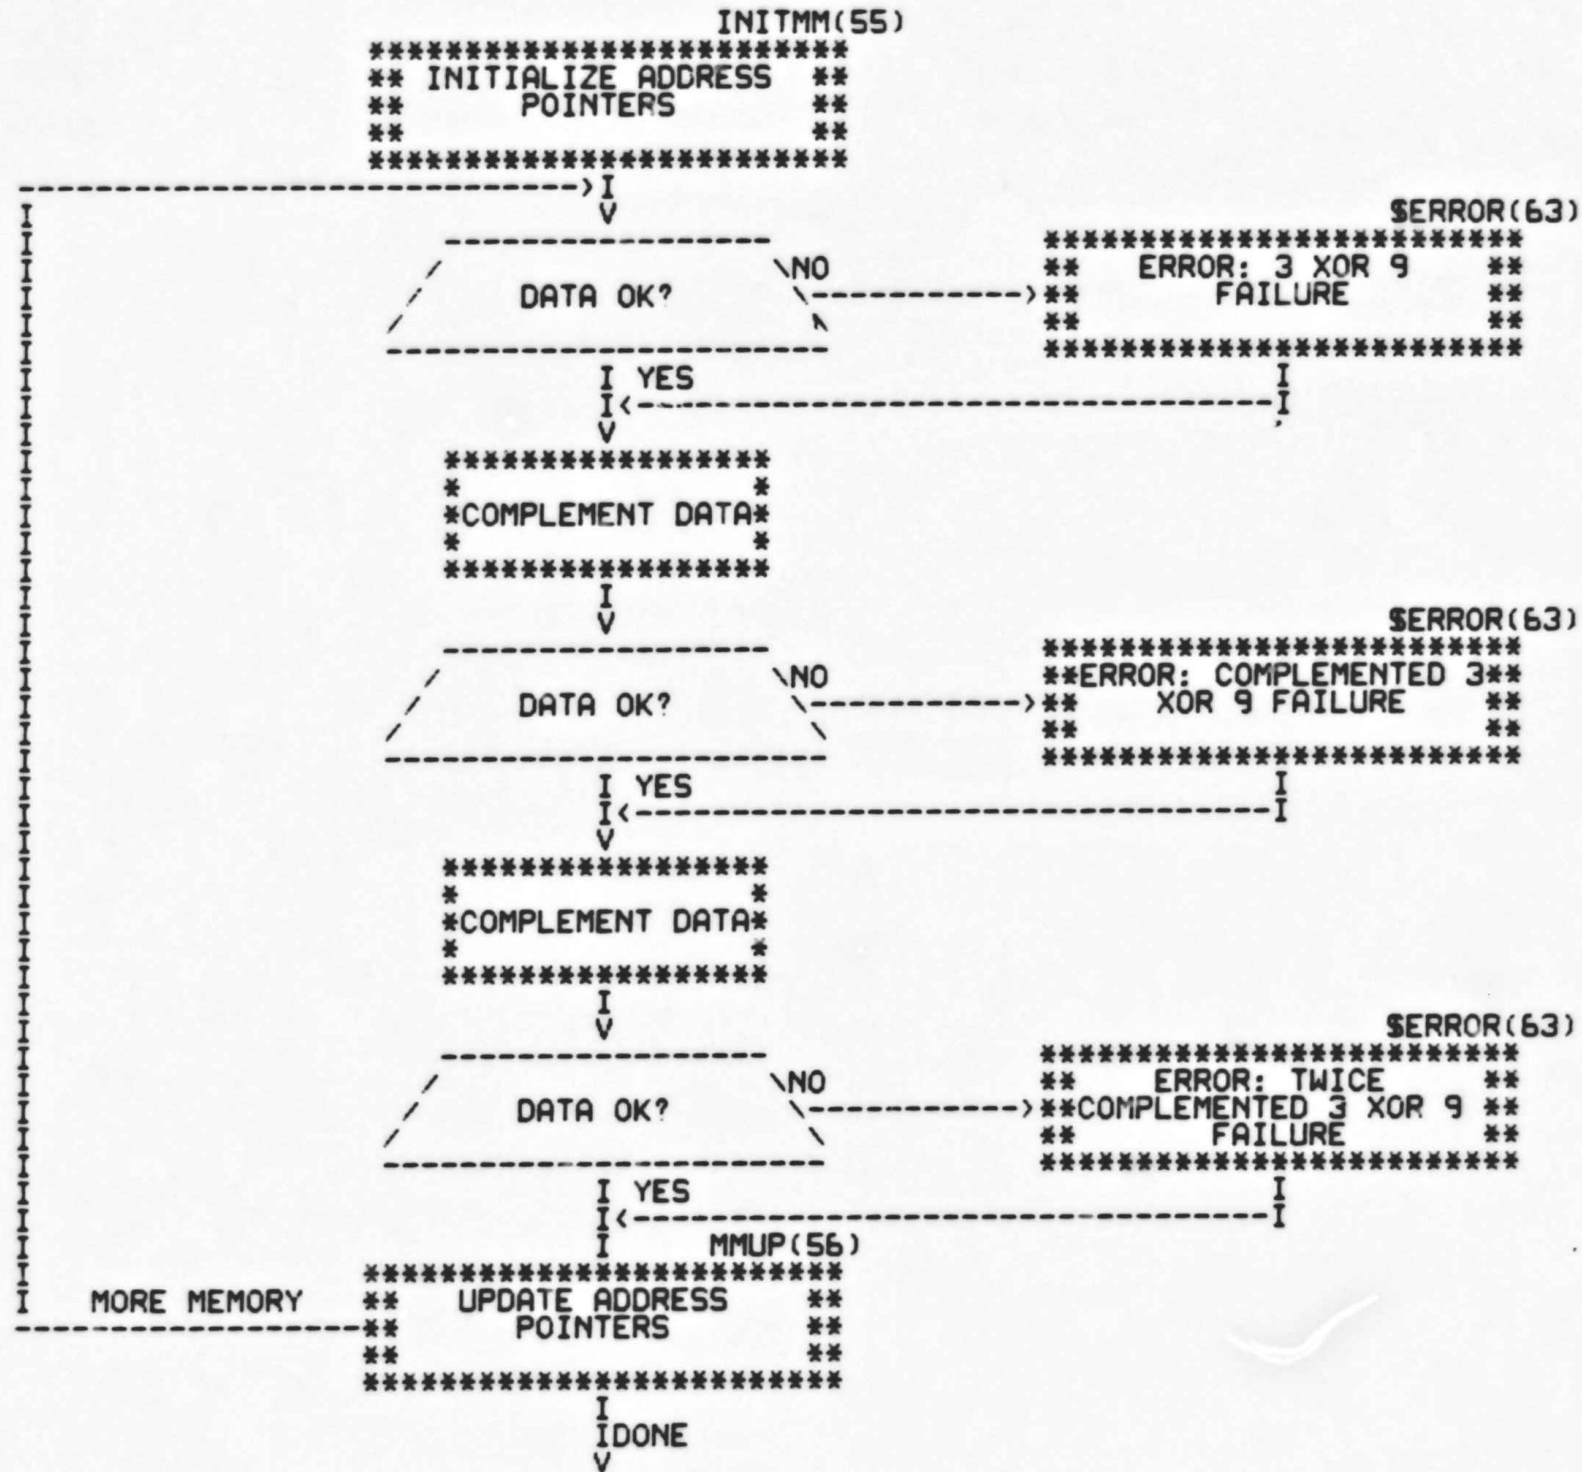 INITMM(55)
INITIALIZE ADDRESS
POINTERS
$ERROR(63)
NO
ERROR: 3 XOR 9
DATA OK?
FAILURE
I YES
COMPLEMENT DATA
$ERROR(63)
NO
ERROR: COMPLEMENTED 3
DATA OK?
XOR 9 FAILURE
I YES
COMPLEMENT DATA
$ERROR(63)
NO
ERROR: TWICE
DATA OK?
COMPLEMENTED 3 XOR 9
FAILURE
I YES
MMUP(56)
MORE MEMORY
UPDATE ADDRESS
POINTERS
IDONE
V